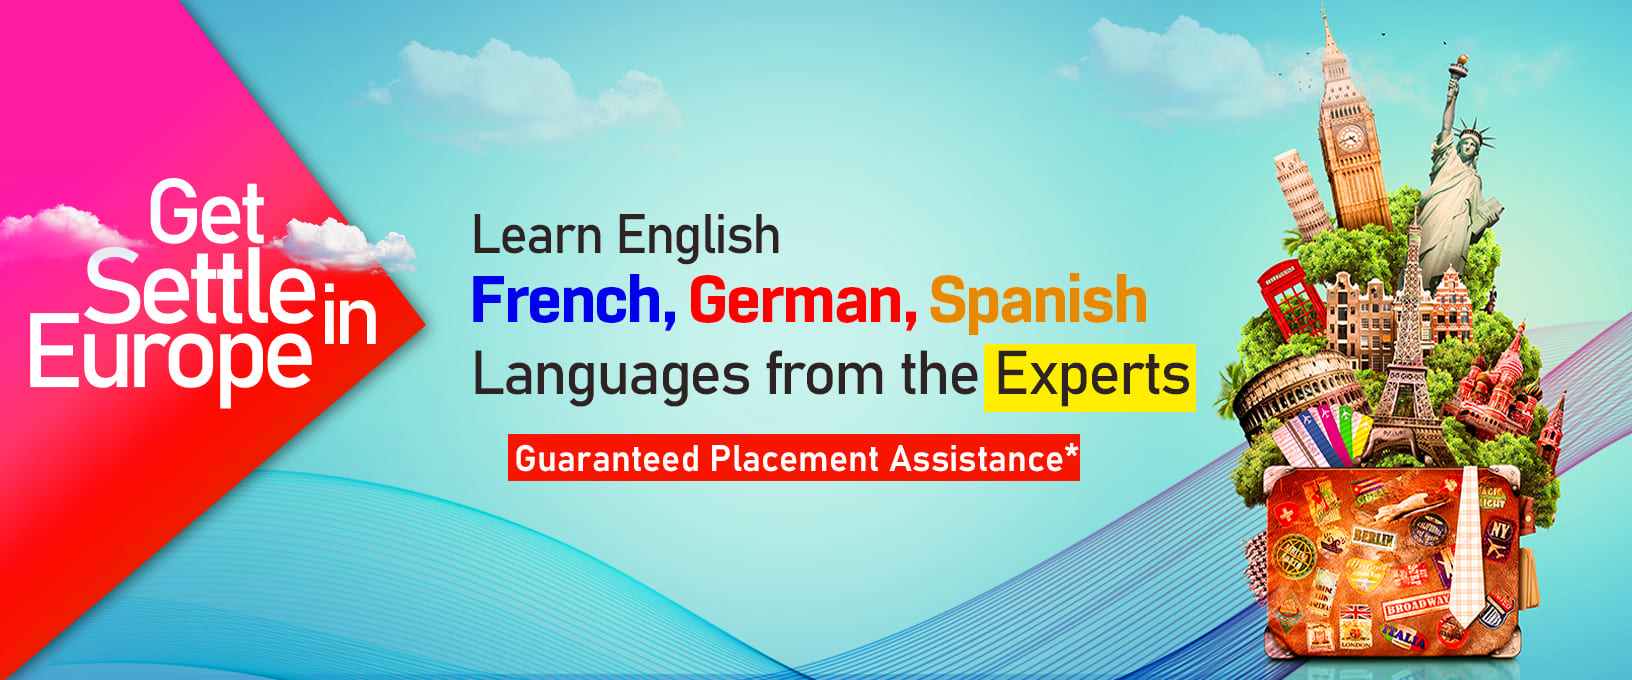 Get
Settle in
Europe
Learn English
French, German, Spanish
Languages from the Experts
Guaranteed Placement Assistance*
CUBA
BERLIN
NY
BROADWAY
ITALIA
LONDON